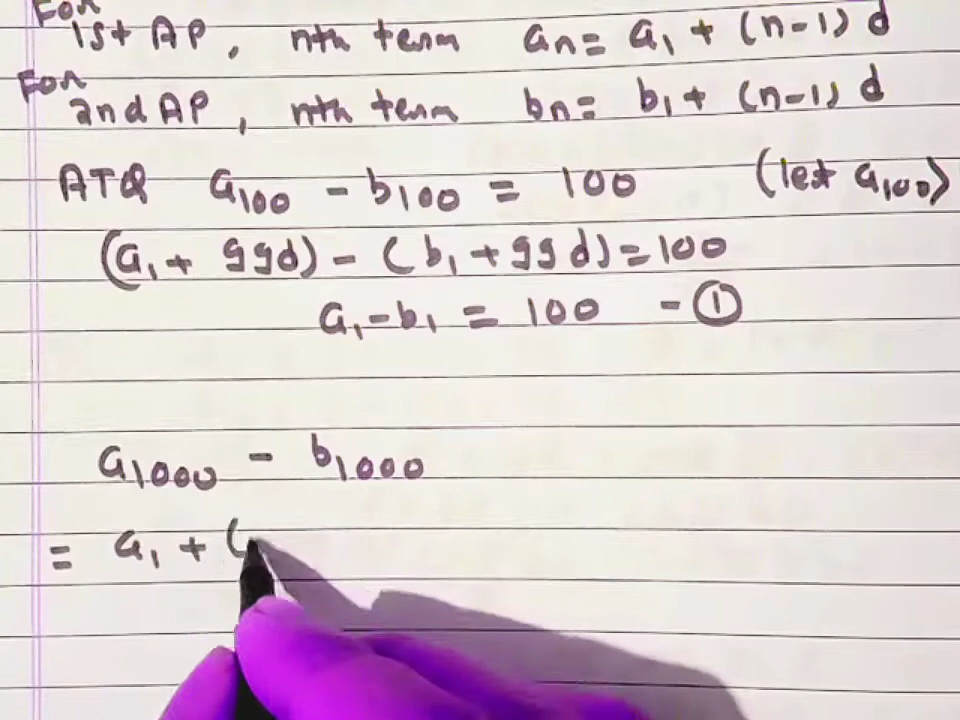 For
1st AP, nth term an = a1 + (n-1) d
For
2nd AP, nth term bn = b1 + (n-1) d
ATQ a100 - b100 = 100 (let a100)
(a1 + 99d) - (b1 + 99d) = 100
a1 - b1 = 100 - ①
a1000 - b1000
= a1 + (